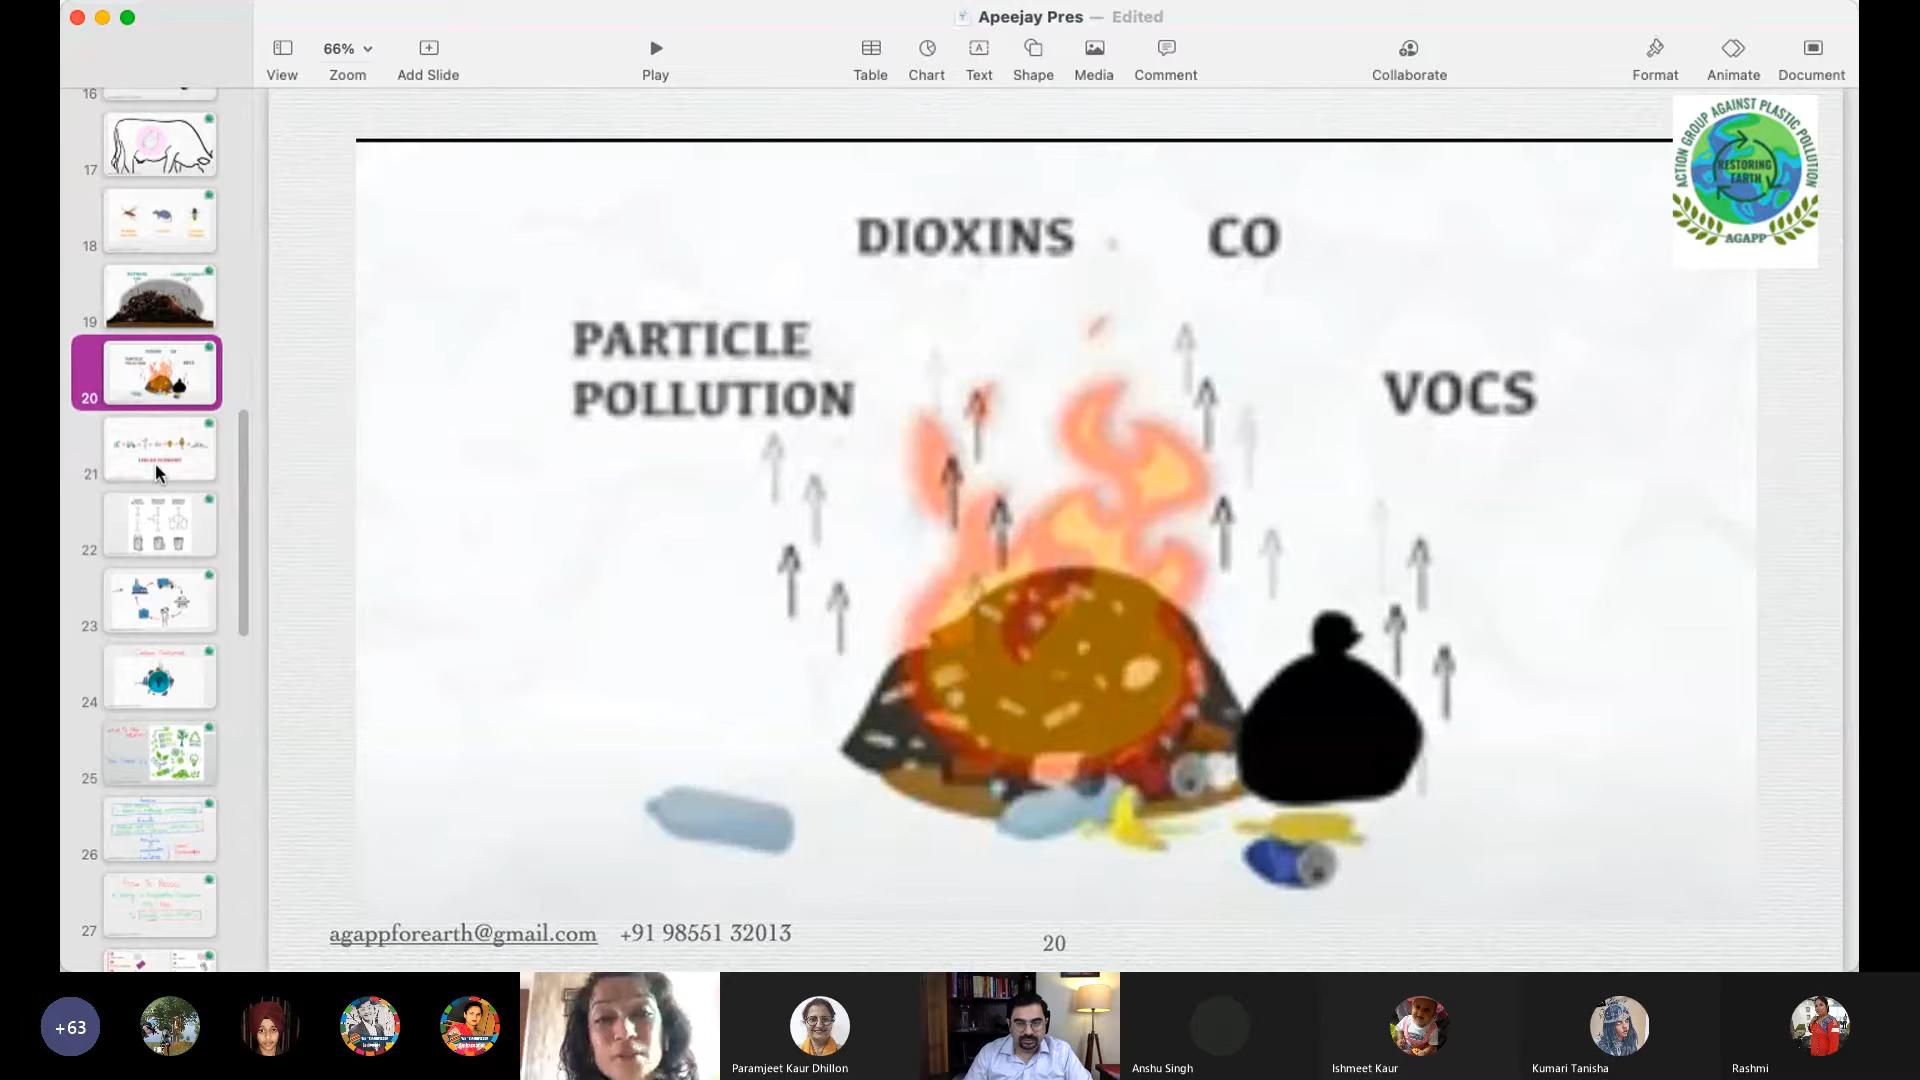 Apeejay Pres — Edited
66%
View
Zoom
Add Slide
Play
Table
Chart
Text
Shape
Media
Comment
Collaborate
Format
Animate
Document
16
17
18
19
20
21
22
23
24
25
26
27
ACTION GROUP AGAINST PLASTIC POLLUTION
RESTORING
EARTH
AGAPP
DIOXINS
CO
PARTICLE
POLLUTION
VOCS
agappforearth@gmail.com +91 98551 32013
20
+63
Paramjeet Kaur Dhillon
Anshu Singh
Ishmeet Kaur
Kumari Tanisha
Rashmi